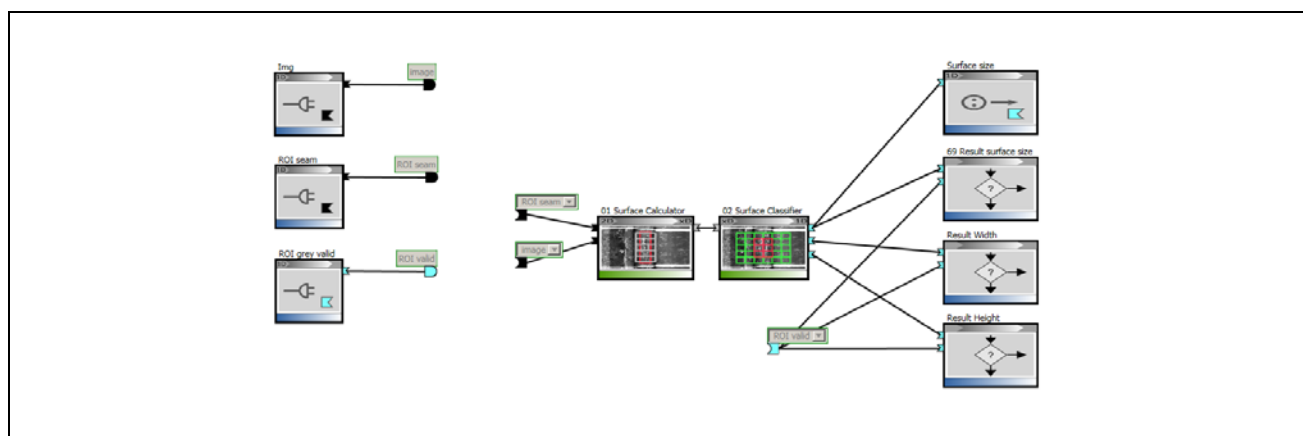 Img
image
ROI seam
ROI seam
ROI grey valid
ROI valid
ROI seam
image
01 Surface Calculator
02 Surface Classifier
ROI valid
Surface size
69 Result surface size
?
Result Width
?
Result Height
?